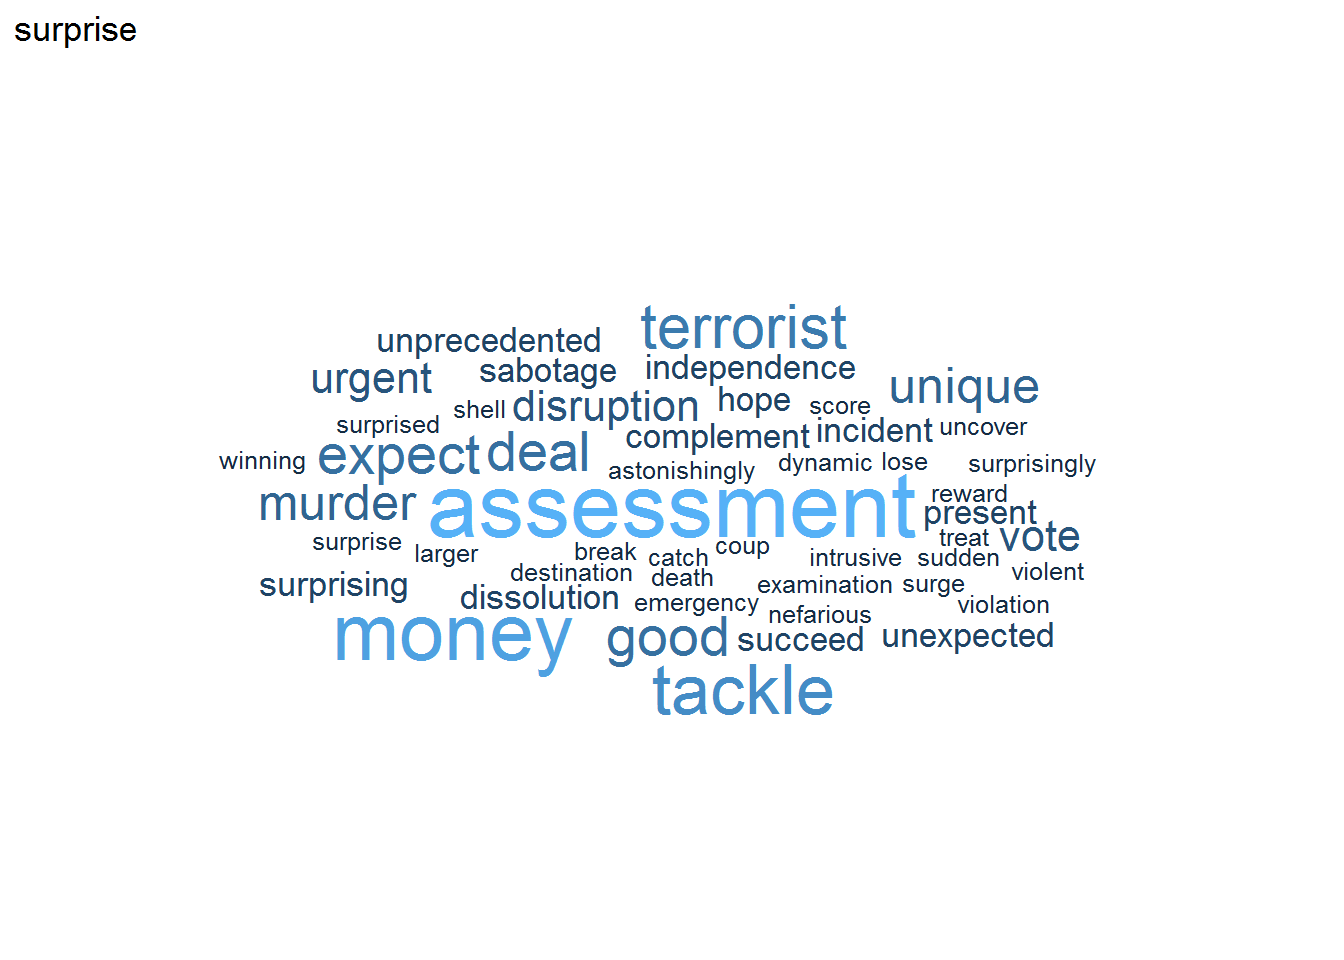 surprise
terrorist
unprecedented
independence
sabotage
urgent
unique
hope
disruption
score
shell
surprised
uncover
incident
complement
deal
expect
winning
astonishingly
dynamic
lose
surprisingly
reward
murder
assessment
present
vote
treat
surprise
larger
break
catch
coup
intrusive
sudden
violent
destination
death
examination
surge
surprising
dissolution
emergency
violation
nefarious
money
good
succeed
unexpected
tackle